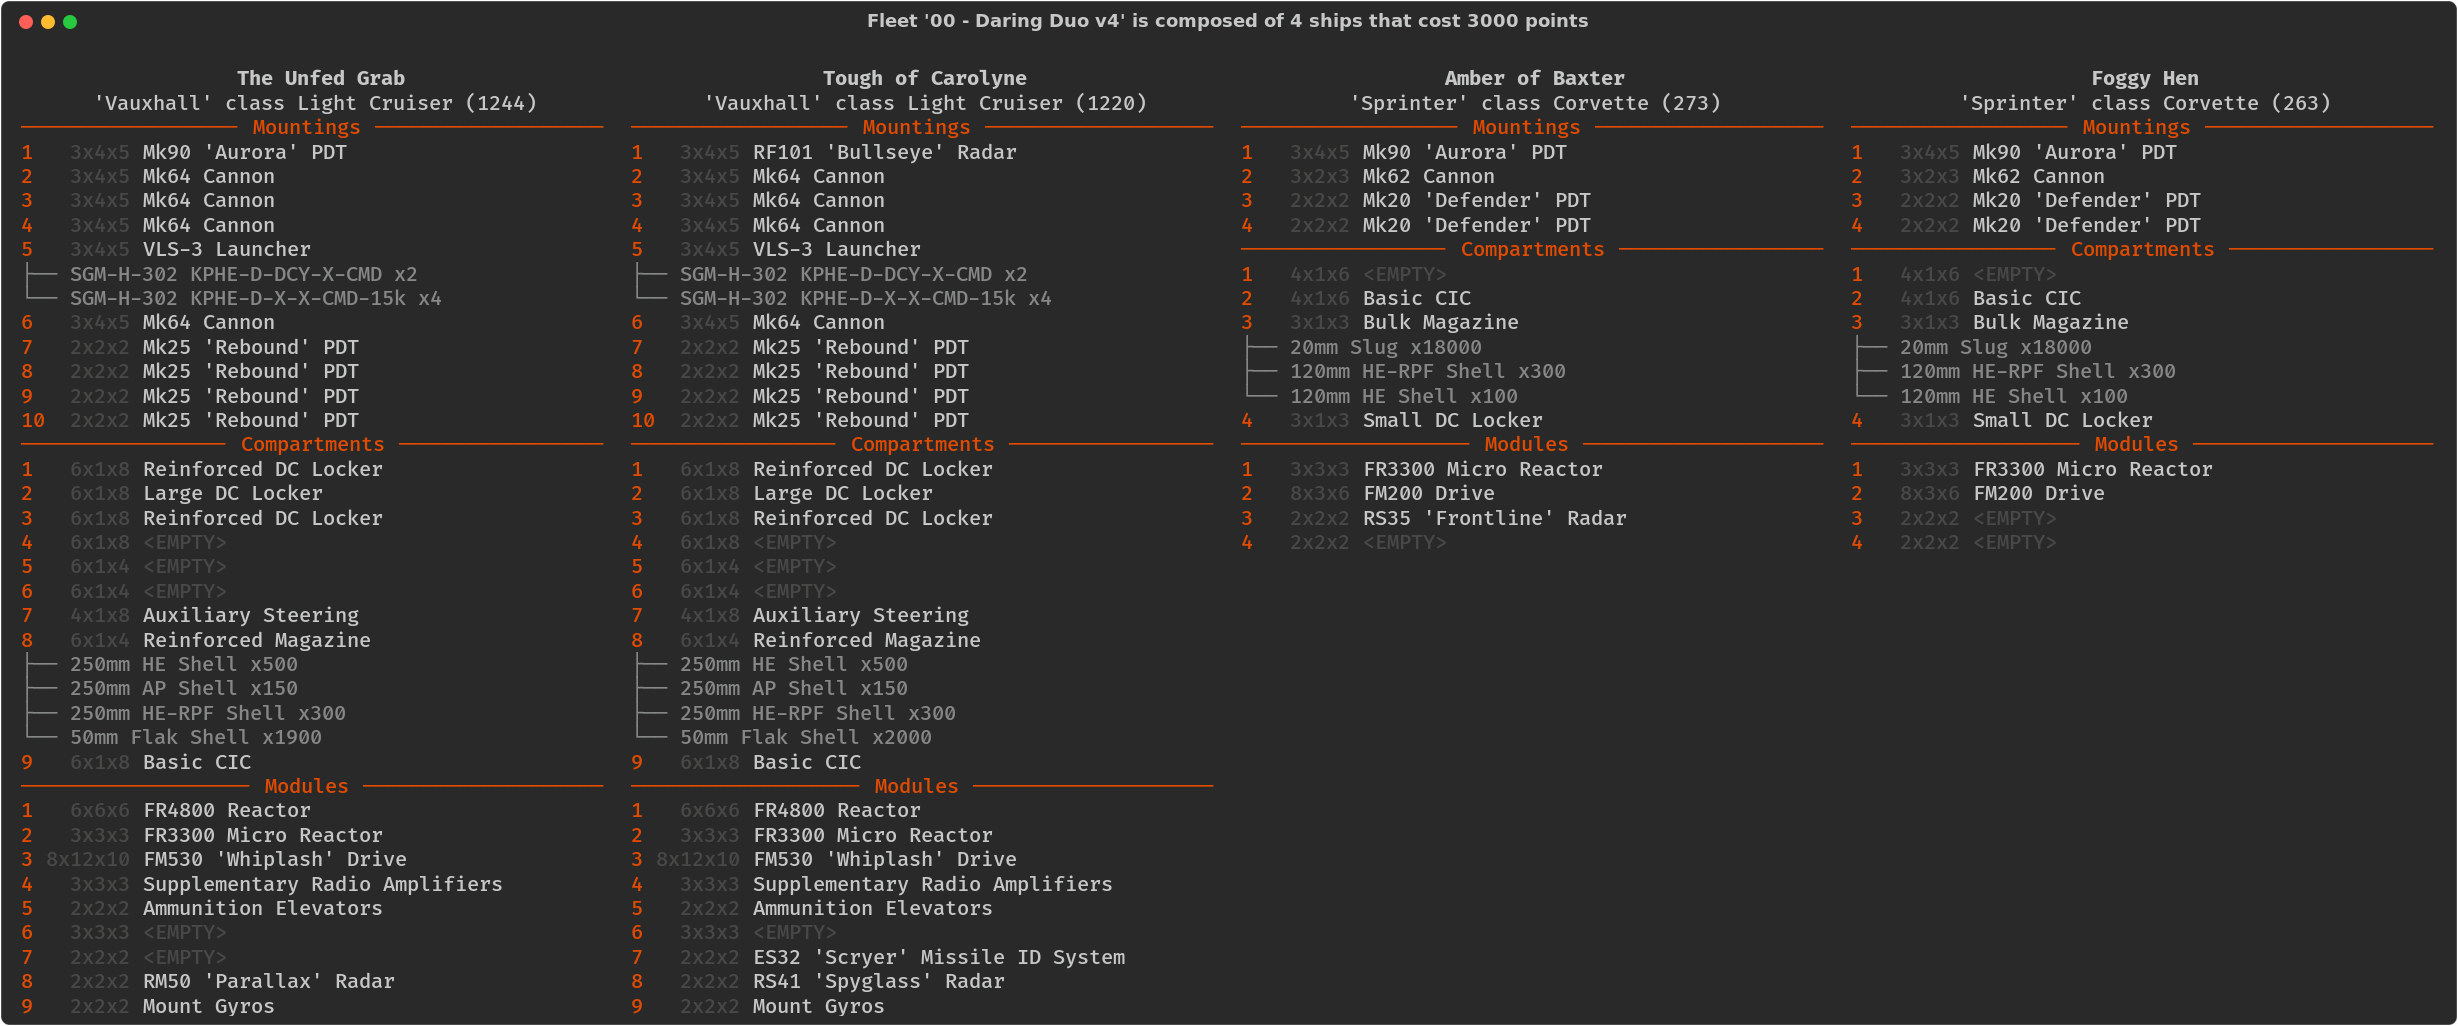 Fleet '00 - Daring Duo v4' is composed of 4 ships that cost 3000 points
The Unfed Grab
'Vauxhall' class Light Cruiser (1244)
Mountings
1 3x4x5 Mk90 'Aurora' PDT
2 3x4x5 Mk64 Cannon
3 3x4x5 Mk64 Cannon
4 3x4x5 Mk64 Cannon
5 3x4x5 VLS-3 Launcher
SGM-H-302 KPHE-D-DCY-X-CMD x2
SGM-H-302 KPHE-D-X-X-CMD-15k x4
6 3x4x5 Mk64 Cannon
7 2x2x2 Mk25 'Rebound' PDT
8 2x2x2 Mk25 'Rebound' PDT
9 2x2x2 Mk25 'Rebound' PDT
10 2x2x2 Mk25 'Rebound' PDT
Compartments
1 6x1x8 Reinforced DC Locker
2 6x1x8 Large DC Locker
3 6x1x8 Reinforced DC Locker
4 6x1x8 <EMPTY>
5 6x1x4 <EMPTY>
6 6x1x4 <EMPTY>
7 4x1x8 Auxiliary Steering
8 6x1x4 Reinforced Magazine
250mm HE Shell x500
250mm AP Shell x150
250mm HE-RPF Shell x300
50mm Flak Shell x1900
9 6x1x8 Basic CIC
Modules
1 6x6x6 FR4800 Reactor
2 3x3x3 FR3300 Micro Reactor
3 8x12x10 FM530 'Whiplash' Drive
4 3x3x3 Supplementary Radio Amplifiers
5 2x2x2 Ammunition Elevators
6 3x3x3 <EMPTY>
7 2x2x2 <EMPTY>
8 2x2x2 RM50 'Parallax' Radar
9 2x2x2 Mount Gyros
Tough of Carolyne
'Vauxhall' class Light Cruiser (1220)
Mountings
1 3x4x5 RF101 'Bullseye' Radar
2 3x4x5 Mk64 Cannon
3 3x4x5 Mk64 Cannon
4 3x4x5 Mk64 Cannon
5 3x4x5 VLS-3 Launcher
SGM-H-302 KPHE-D-DCY-X-CMD x2
SGM-H-302 KPHE-D-X-X-CMD-15k x4
6 3x4x5 Mk64 Cannon
7 2x2x2 Mk25 'Rebound' PDT
8 2x2x2 Mk25 'Rebound' PDT
9 2x2x2 Mk25 'Rebound' PDT
10 2x2x2 Mk25 'Rebound' PDT
Compartments
1 6x1x8 Reinforced DC Locker
2 6x1x8 Large DC Locker
3 6x1x8 Reinforced DC Locker
4 6x1x8 <EMPTY>
5 6x1x4 <EMPTY>
6 6x1x4 <EMPTY>
7 4x1x8 Auxiliary Steering
8 6x1x4 Reinforced Magazine
250mm HE Shell x500
250mm AP Shell x150
250mm HE-RPF Shell x300
50mm Flak Shell x2000
9 6x1x8 Basic CIC
Modules
1 6x6x6 FR4800 Reactor
2 3x3x3 FR3300 Micro Reactor
3 8x12x10 FM530 'Whiplash' Drive
4 3x3x3 Supplementary Radio Amplifiers
5 2x2x2 Ammunition Elevators
6 3x3x3 <EMPTY>
7 2x2x2 ES32 'Scryer' Missile ID System
8 2x2x2 RS41 'Spyglass' Radar
9 2x2x2 Mount Gyros
Amber of Baxter
'Sprinter' class Corvette (273)
Mountings
1 3x4x5 Mk90 'Aurora' PDT
2 3x2x3 Mk62 Cannon
3 2x2x2 Mk20 'Defender' PDT
4 2x2x2 Mk20 'Defender' PDT
Compartments
1 4x1x6 <EMPTY>
2 4x1x6 Basic CIC
3 3x1x3 Bulk Magazine
20mm Slug x18000
120mm HE-RPF Shell x300
120mm HE Shell x100
4 3x1x3 Small DC Locker
Modules
1 3x3x3 FR3300 Micro Reactor
2 8x3x6 FM200 Drive
3 2x2x2 RS35 'Frontline' Radar
4 2x2x2 <EMPTY>
Foggy Hen
'Sprinter' class Corvette (263)
Mountings
1 3x4x5 Mk90 'Aurora' PDT
2 3x2x3 Mk62 Cannon
3 2x2x2 Mk20 'Defender' PDT
4 2x2x2 Mk20 'Defender' PDT
Compartments
1 4x1x6 <EMPTY>
2 4x1x6 Basic CIC
3 3x1x3 Bulk Magazine
20mm Slug x18000
120mm HE-RPF Shell x300
120mm HE Shell x100
4 3x1x3 Small DC Locker
Modules
1 3x3x3 FR3300 Micro Reactor
2 8x3x6 FM200 Drive
3 2x2x2 <EMPTY>
4 2x2x2 <EMPTY>